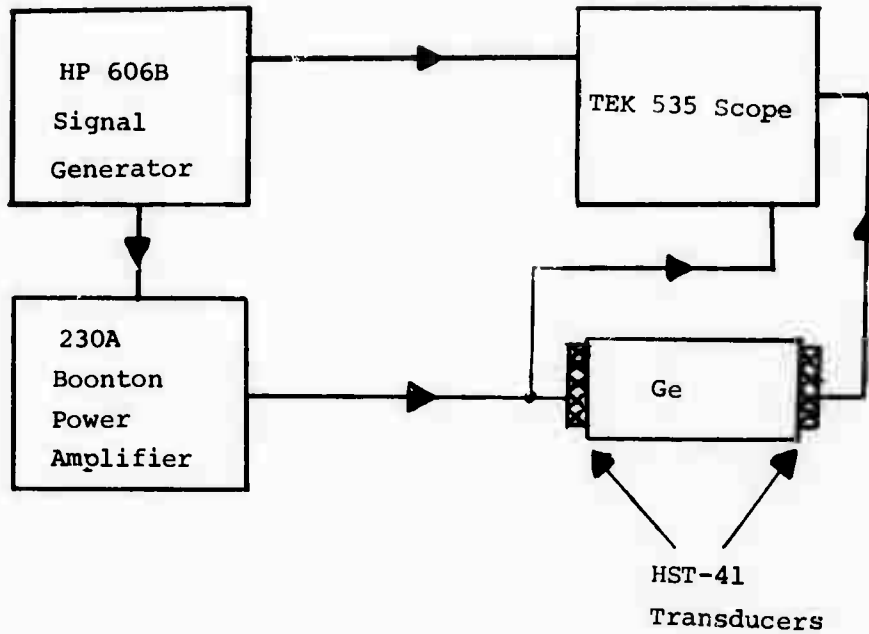 HP 606B
Signal
Generator
TEK 535 Scope
230A
Boonton
Power
Amplifier
Ge
HST-41
Transducers